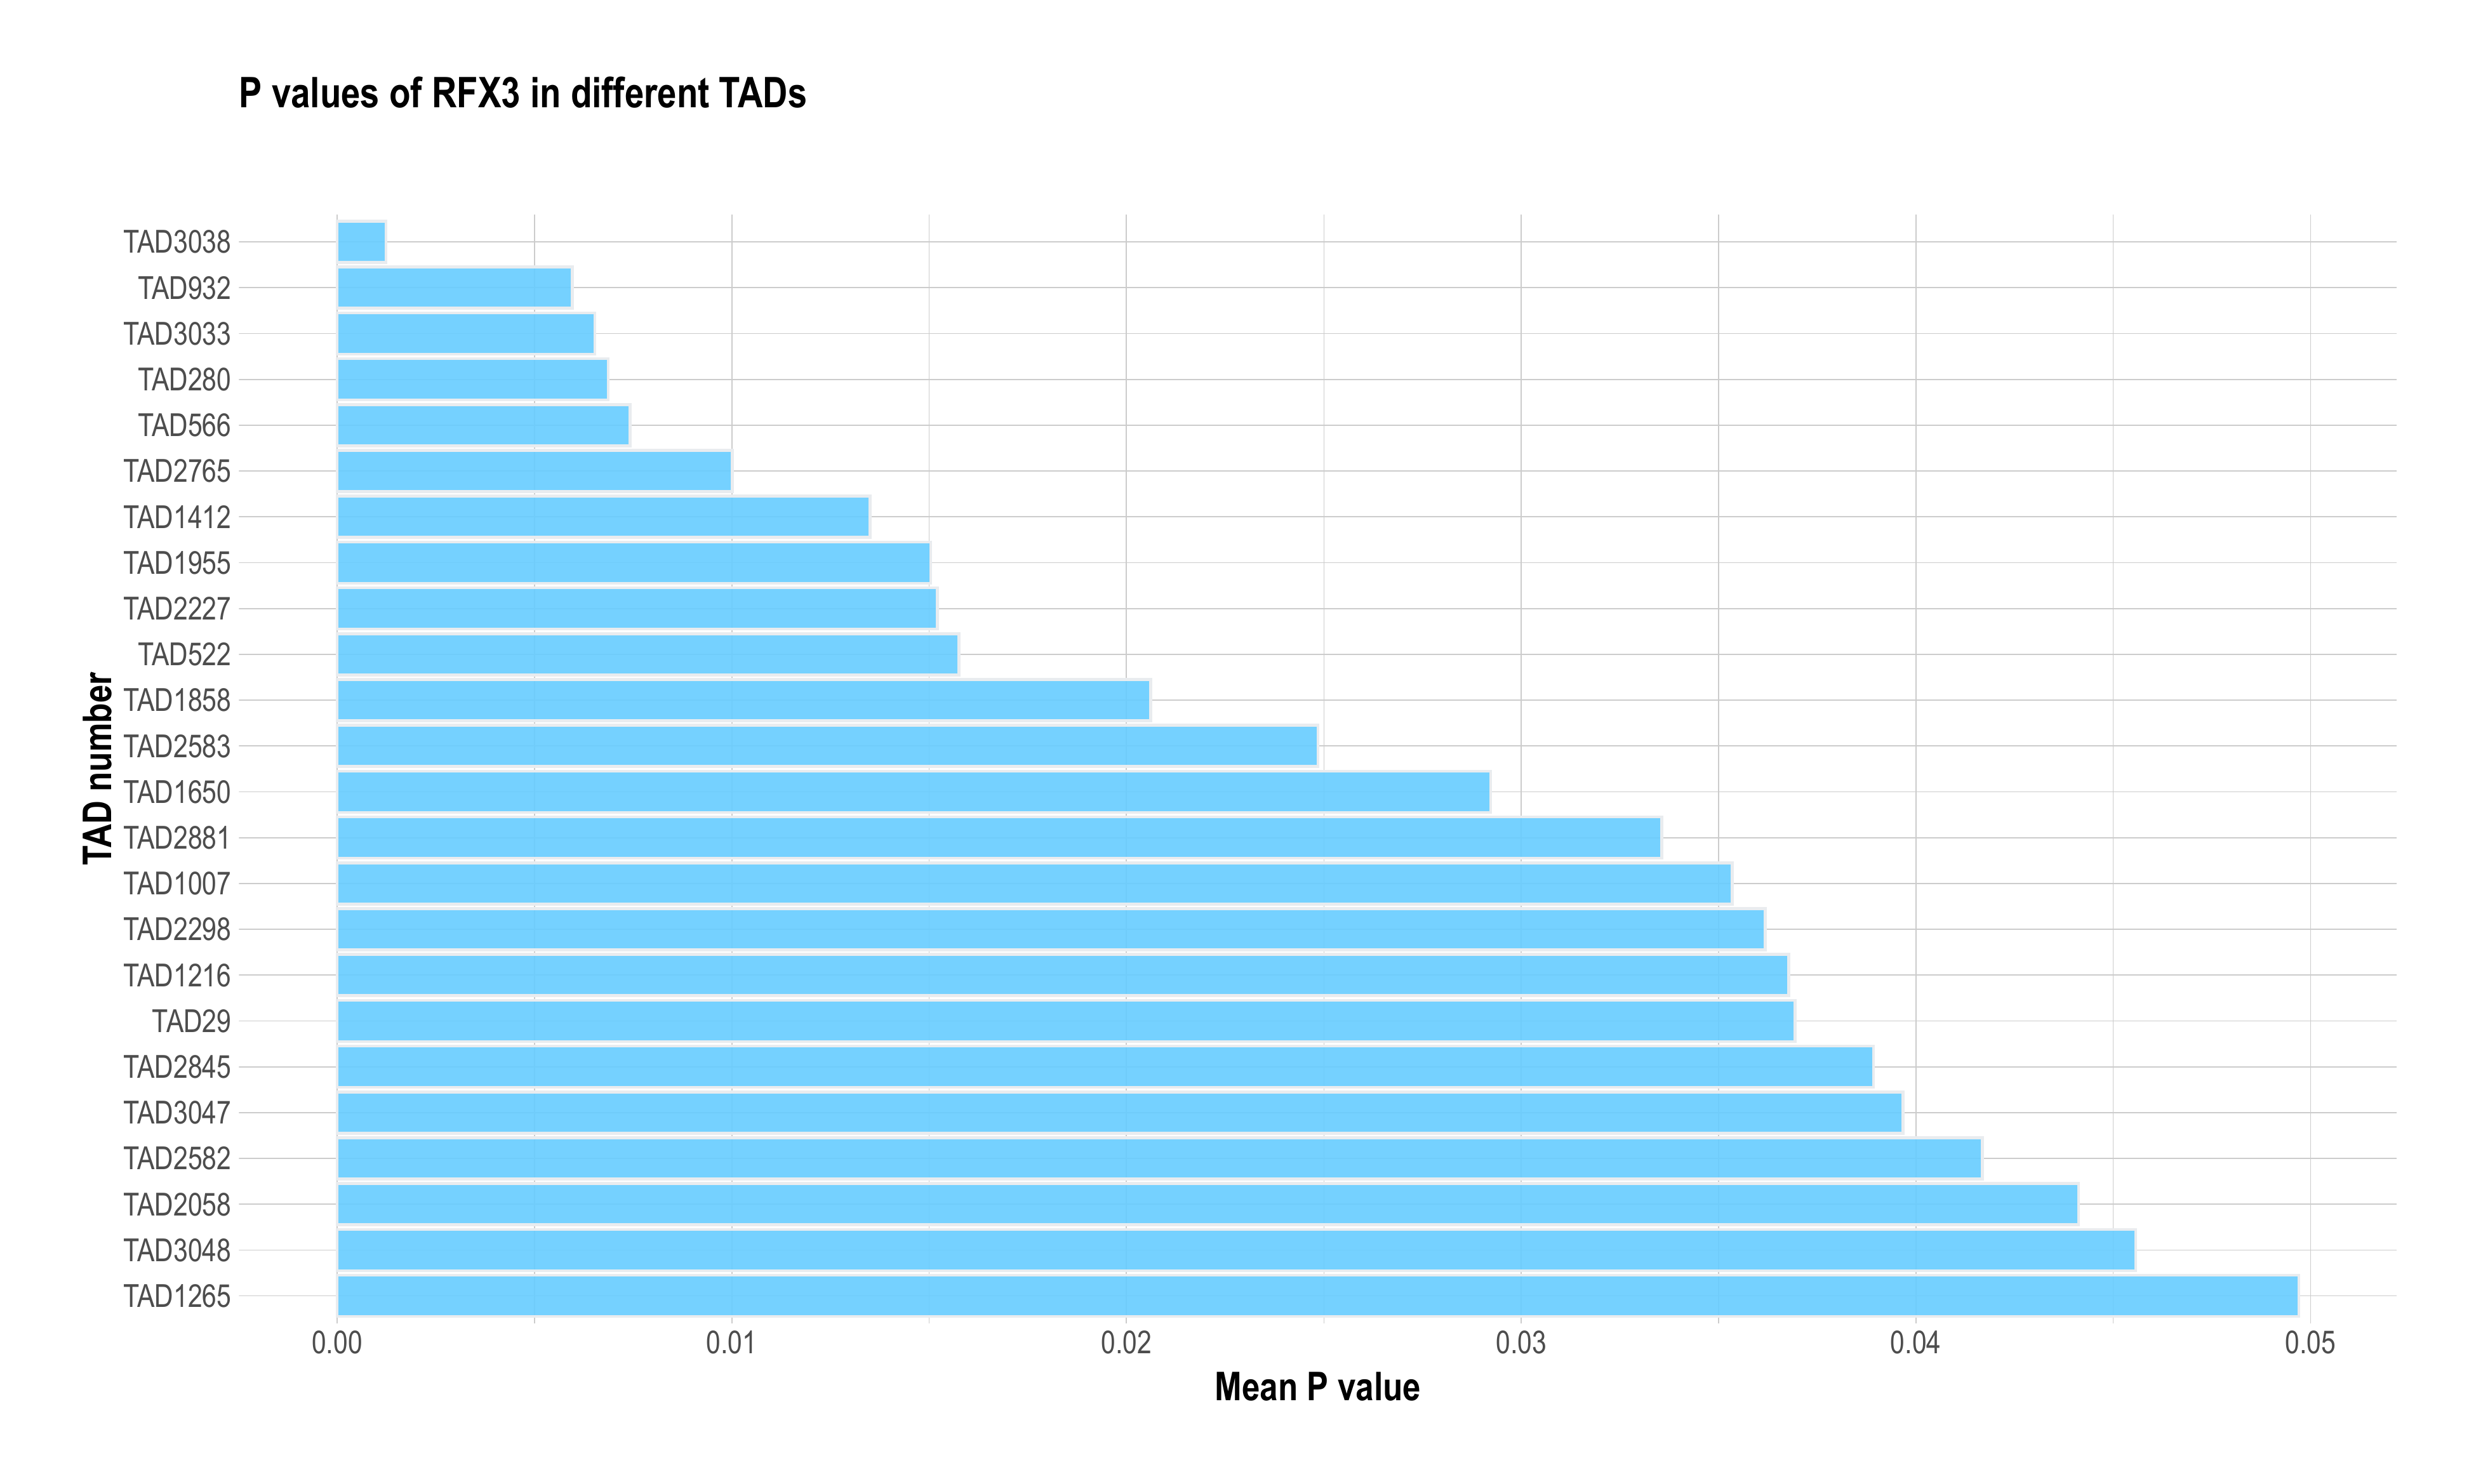 P values of RFX3 in different TADs
TAD number
TAD3038
TAD932
TAD3033
TAD280
TAD566
TAD2765
TAD1412
TAD1955
TAD2227
TAD522
TAD1858
TAD2583
TAD1650
TAD2881
TAD1007
TAD2298
TAD1216
TAD29
TAD2845
TAD3047
TAD2582
TAD2058
TAD3048
TAD1265
0.00 0.01 0.02 0.03 0.04 0.05
Mean P value